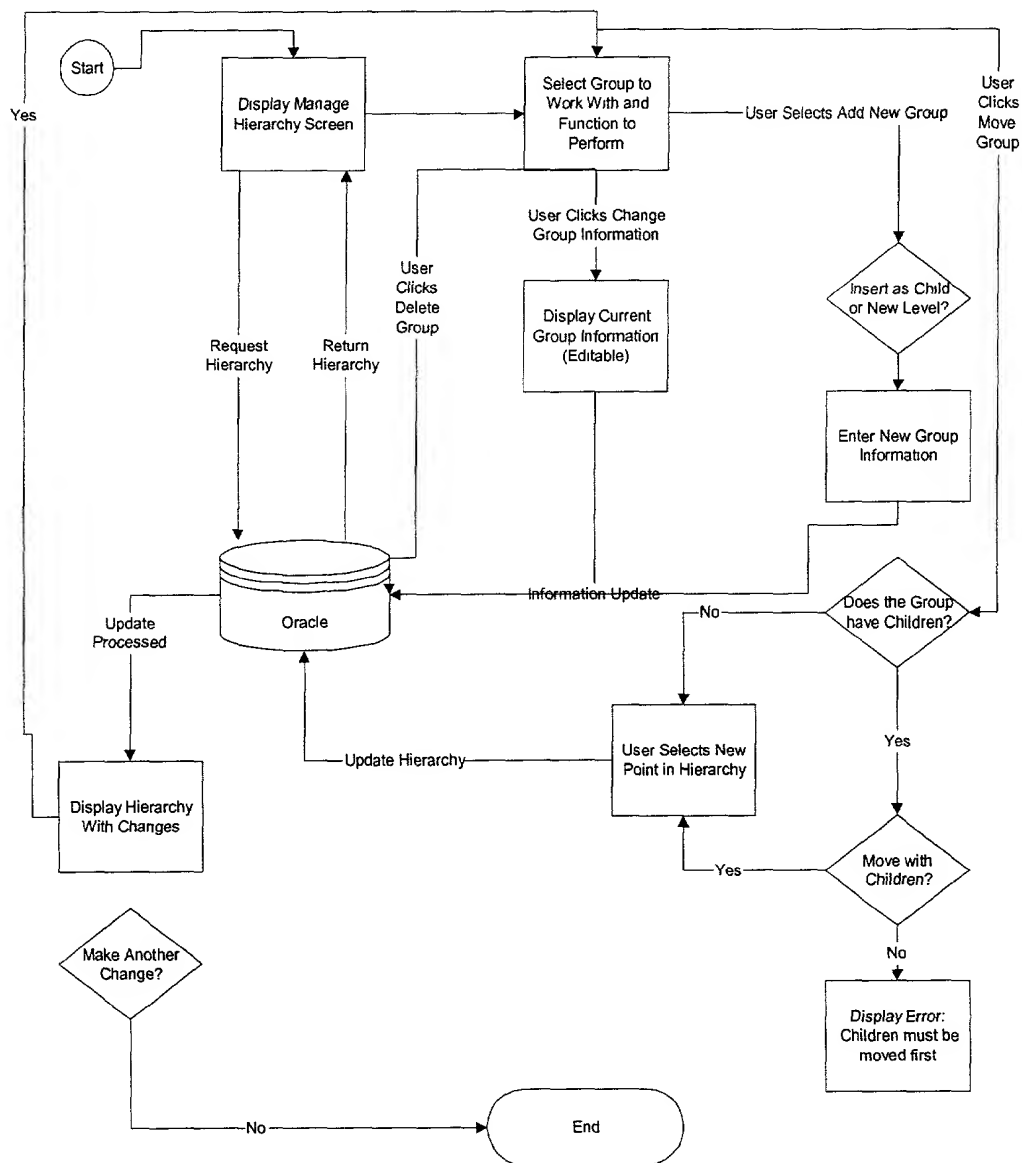 Start
Yes
Display Manage
Hierarchy Screen
Select Group to
Work With and
Function to
Perform
User Selects Add New Group
User
Clicks
Move
Group
User Clicks Change
Group Information
User
Clicks
Delete
Group
Insert as Child
or New Level?
Display Current
Group Information
(Editable)
Request
Hierarchy
Return
Hierarchy
Enter New Group
Information
Oracle
Information Update
Does the Group
have Children?
No
Update
Processed
Yes
User Selects New
Point in Hierarchy
Update Hierarchy
Display Hierarchy
With Changes
Move with
Children?
Yes
No
Make Another
Change?
Display Error:
Children must be
moved first
No
End